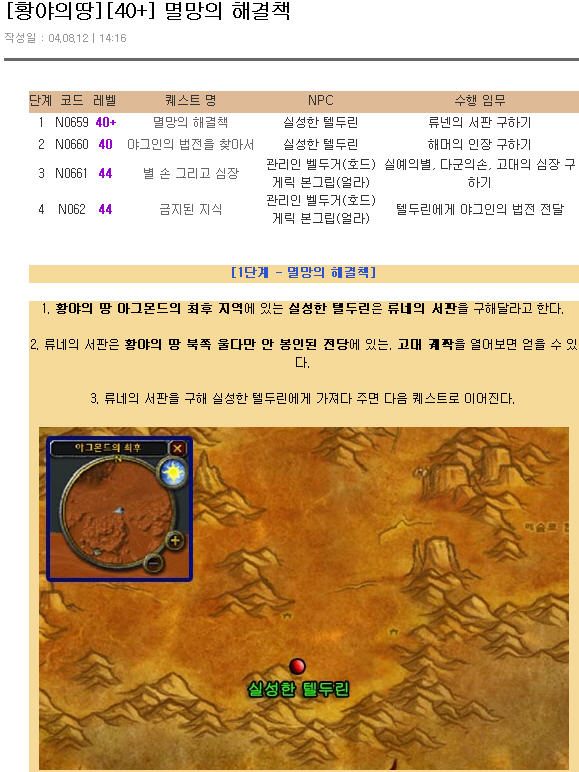 [황야의땅][40+] 멸망의 해결책
작성일 : 04.08.12 | 14:16
단계 코드 레벨 퀘스트 명 NPC 수행 임무
1 N0659 40+ 멸망의 해결책 실성한 텔두린 류넨의 서판 구하기
2 N0660 40 야그인의 법전을 찾아서 실성한 텔두린 해머의 인장 구하기
3 N0661 44 별 손 그리고 심장 관리인 벨두거(호드) 실예의별, 다군의손, 고대의 심장 구
게릭 본그립(얼라) 하기
4 N062 44 금지된 지식 관리인 벨두거(호드) 텔두린에게 야그인의 법전 전달
게릭 본그립(얼라)
[1단계 - 멸망의 해결책]
1. 황야의 땅 아그몬드의 최후 지역에 있는 실성한 텔두린은 류네의 서판을 구해달라고 한다.
2. 류네의 서판은 황야의 땅 북쪽 울다만 안 봉인된 전당에 있는, 고대 궤짝을 열어보면 얻을 수 있
다.
3. 류네의 서판을 구해 실성한 텔두린에게 가져다 주면 다음 퀘스트로 이어진다.
아그몬드의 최후
N
실성한 텔두린